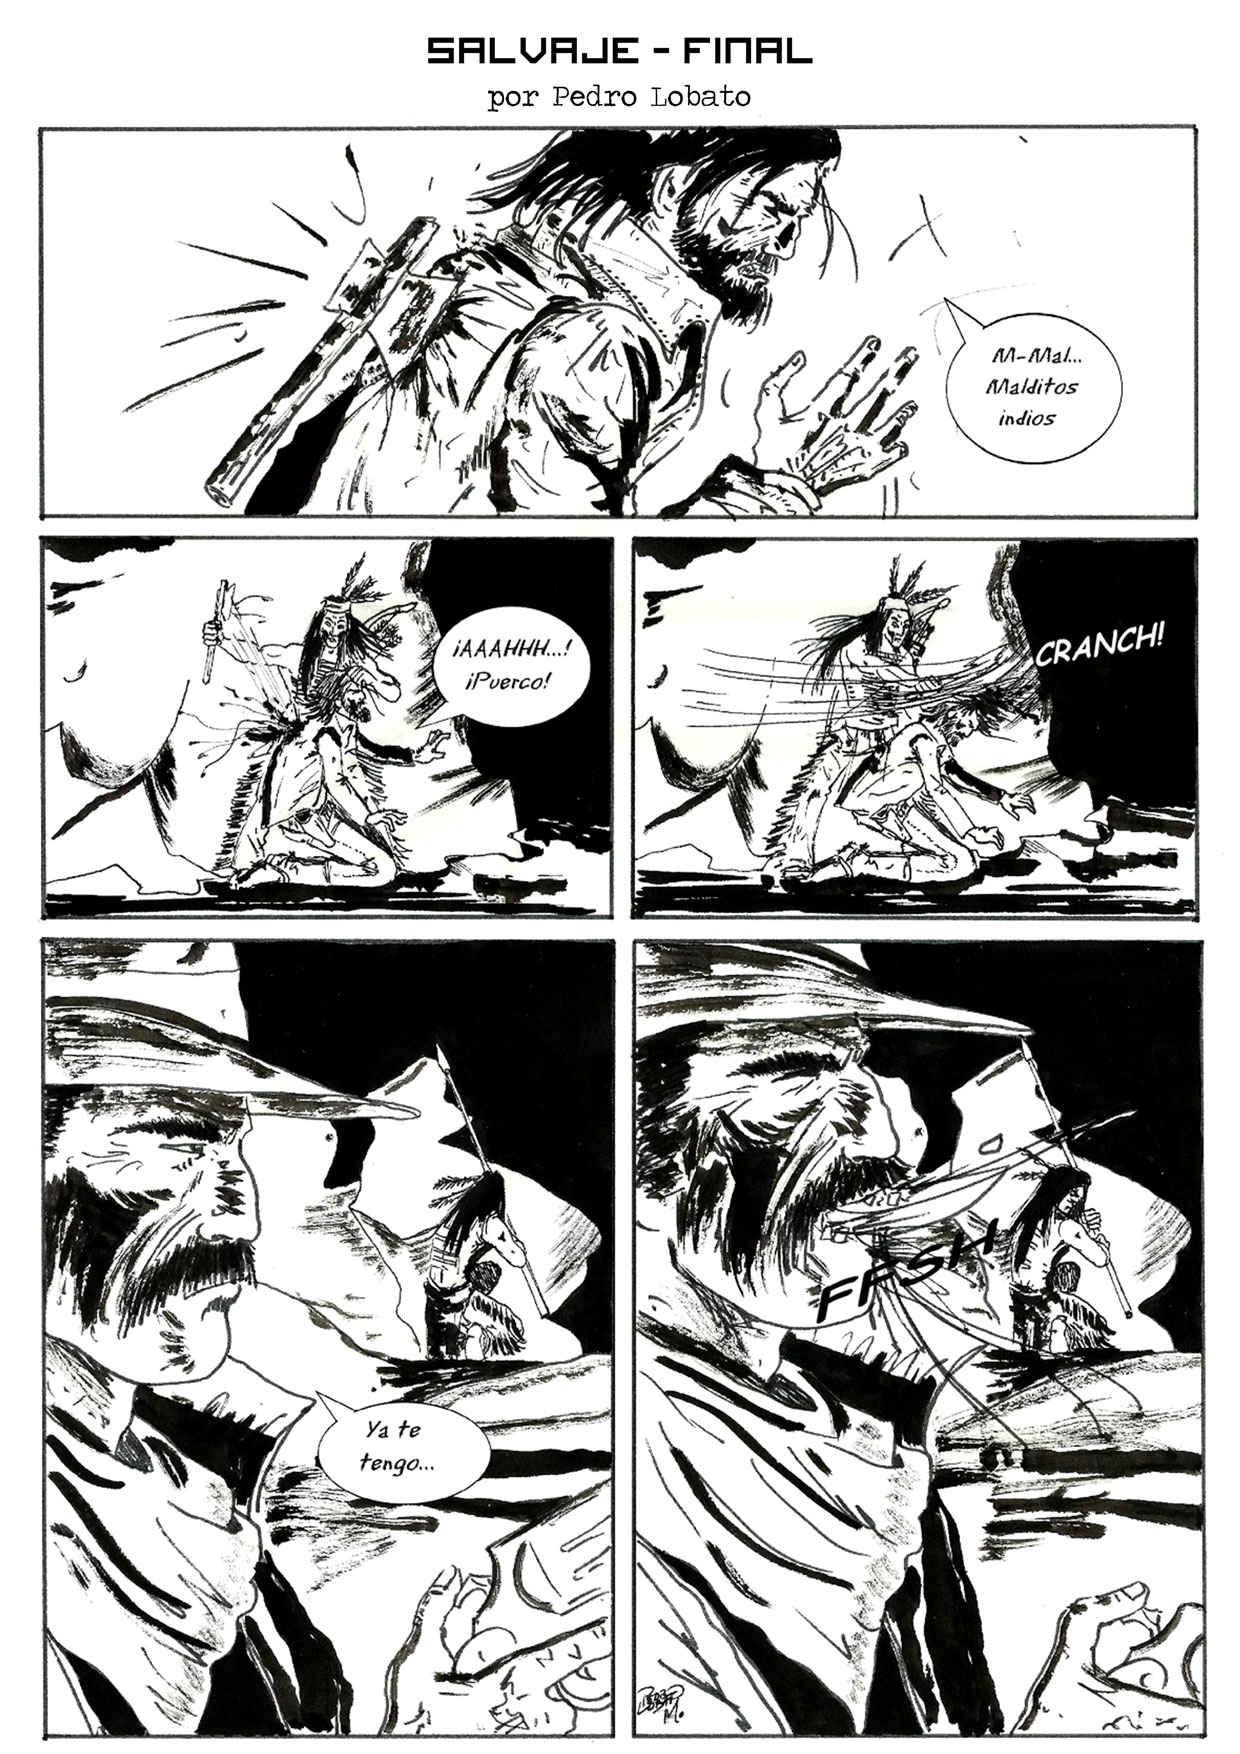 SALVAJE - FINAL
por Pedro Lobato
M-Mal...
Malditos
indios
¡AAAHHH...!
¡Puerco!
CRANCH!
Ya te
tengo...
FFSH